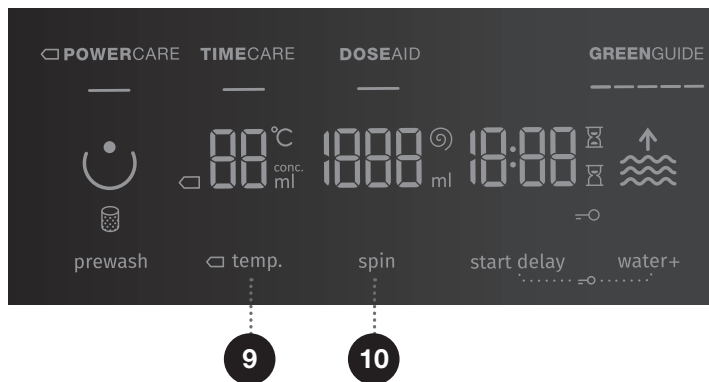 POWERCARE TIMECARE DOSEAID GREENGUIDE
88 °C 1888 18:88
conc.
ml ml
prewash temp. spin start delay water+
9 10